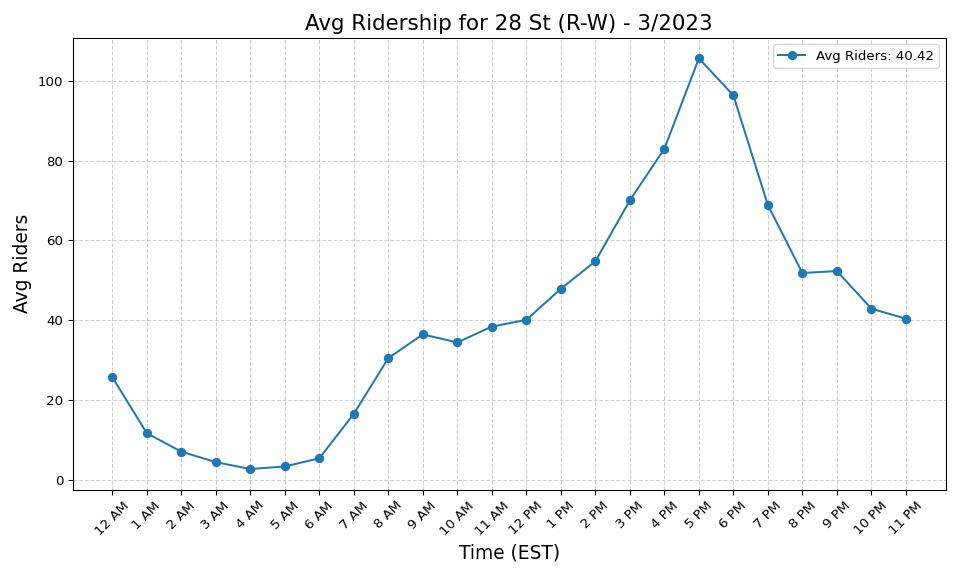 Avg Ridership for 28 St (R-W) - 3/2023
Avg Riders: 40.42
Avg Riders
100
80
60
40
20
0
12 AM
1 AM
2 AM
3 AM
4 AM
5 AM
6 AM
7 AM
8 AM
9 AM
10 AM
11 AM
12 PM
1 PM
2 PM
3 PM
4 PM
5 PM
6 PM
7 PM
8 PM
9 PM
10 PM
11 PM
Time (EST)